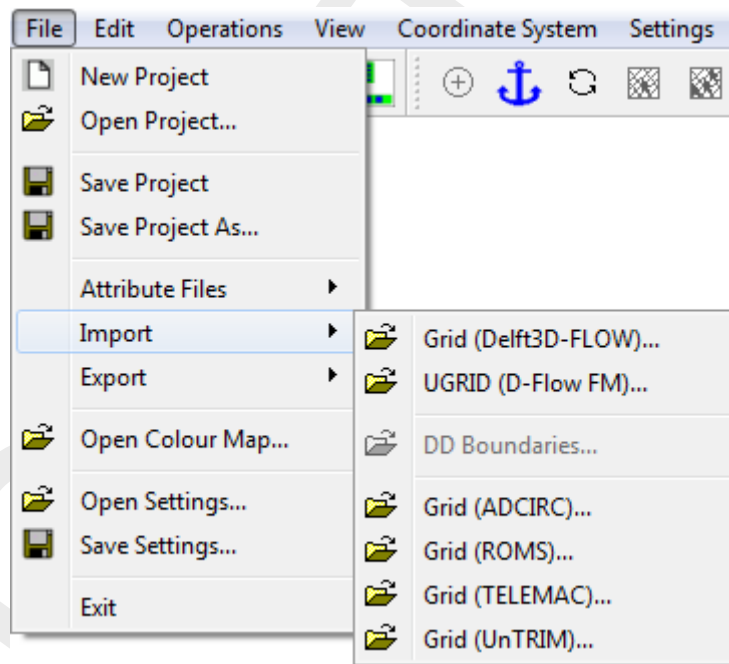 File Edit Operations View Coordinate System Settings
New Project
Open Project...
Save Project
Save Project As...
Attribute Files
Import
Export
Open Colour Map...
Open Settings...
Save Settings...
Exit
Grid (Delft3D-FLOW)...
UGRID (D-Flow FM)...
DD Boundaries...
Grid (ADCIRC)...
Grid (ROMS)...
Grid (TELEMAC)...
Grid (UnTRIM)...